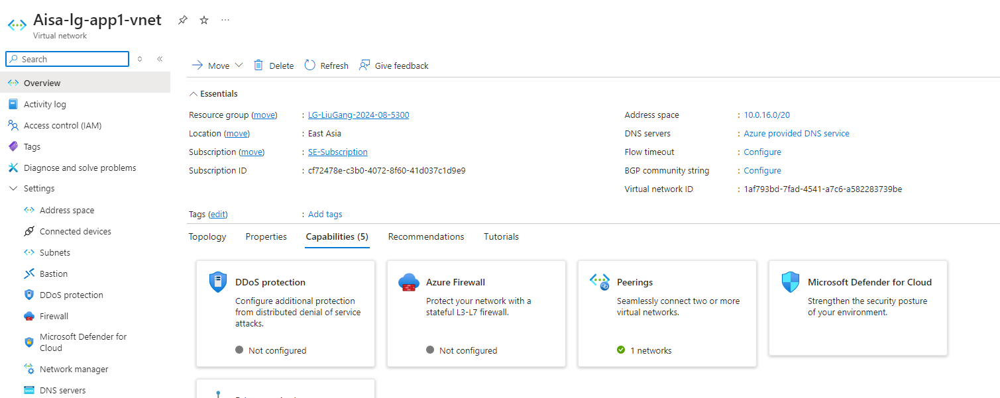 Aisa-lg-app1-vnet
Virtual network
Search
Overview
Activity log
Access control (IAM)
Tags
Diagnose and solve problems
Settings
Address space
Connected devices
Subnets
Bastion
DDoS protection
Firewall
Microsoft Defender for
Cloud
Network manager
DNS servers
Move
Delete
Refresh
Give feedback
Essentials
Resource group (move) : LG-LiuGang-2024-08-5300
Location (move) : East Asia
Subscription (move) : SE-Subscription
Subscription ID : cf72478e-c3b0-4072-8f60-41d037c1d9e9
Address space : 10.0.16.0/20
DNS servers : Azure provided DNS service
Flow timeout : Configure
BGP community string : Configure
Virtual network ID : 1af793bd-7fad-4541-a7c6-a582283739be
Tags (edit) : Add tags
Topology
Properties
Capabilities (5)
Recommendations
Tutorials
DDoS protection
Configure additional protection
from distributed denial of service
attacks.
Not configured
Azure Firewall
Protect your network with a
stateful L3-L7 firewall.
Not configured
Peerings
Seamlessly connect two or more
virtual networks.
1 networks
Microsoft Defender for Cloud
Strengthen the security posture
of your environment.